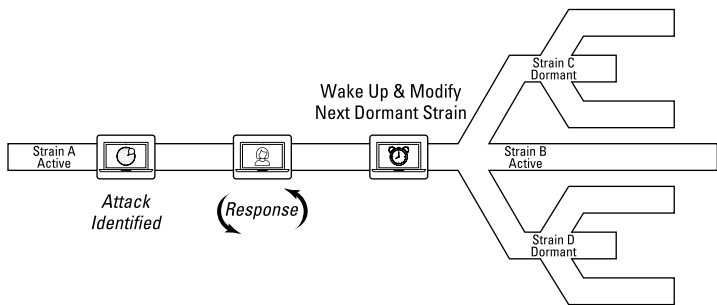 Strain A
Active
Attack
Identified
Response
Wake Up & Modify
Next Dormant Strain
Strain C
Dormant
Strain B
Active
Strain D
Dormant